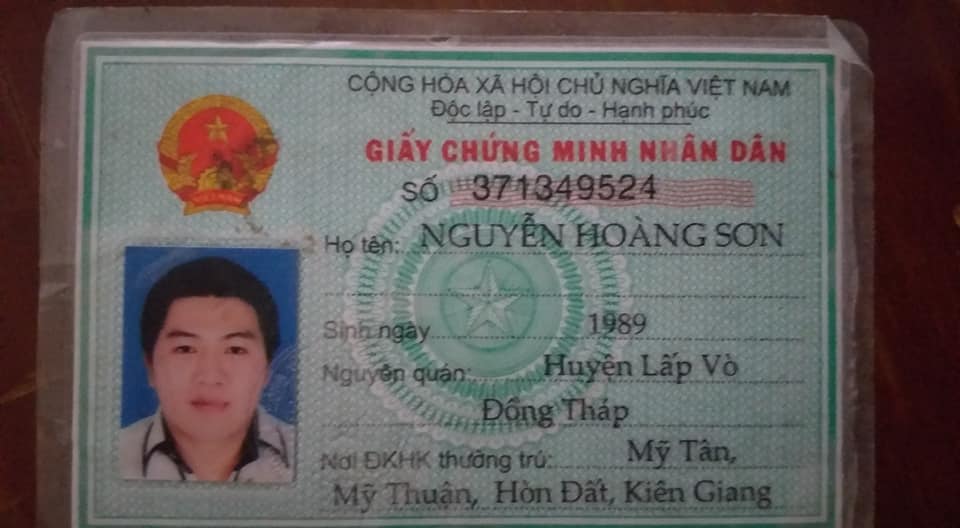 CỘNG HÒA XÃ HỘI CHỦ NGHĨA VIỆT NAM
Độc lập - Tự do - Hạnh phúc
GIẤY CHỨNG MINH NHÂN DÂN
SỐ 371349524
Họ tên: NGUYỄN HOÀNG SƠN
Sinh ngày 1989
Nguyên quán: Huyện Lấp Vò
Đồng Tháp
Nơi ĐKHK thường trú: Mỹ Tân,
Mỹ Thuận, Hòn Đất, Kiên Giang